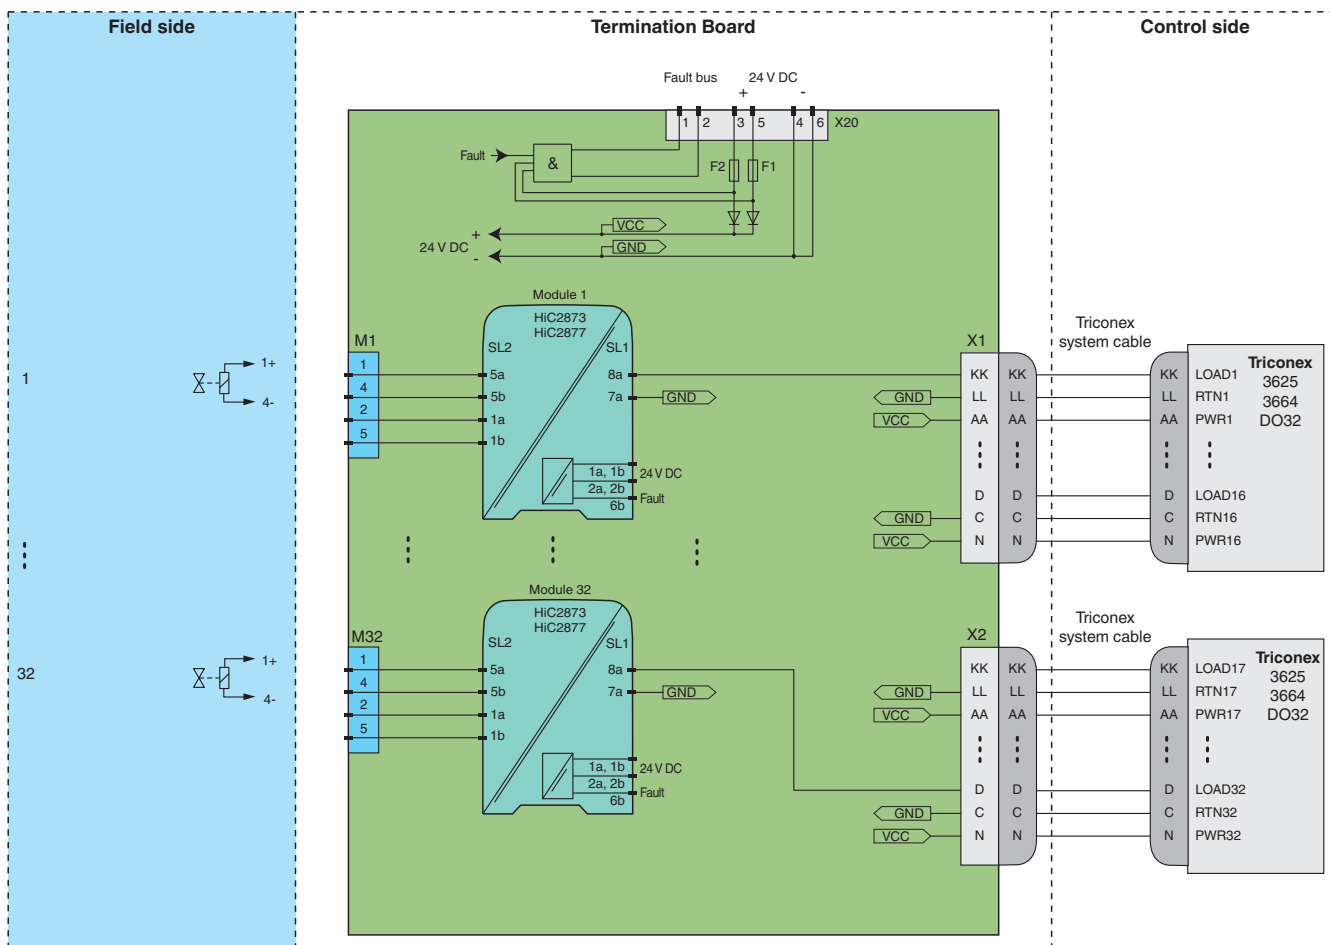 Field side
Termination Board
Control side
Fault bus 24 V DC
+ -
1 2 3 5 4 6 X20
Fault & F2 F1
VCC
+
24 V DC
GND
-
Module 1
HiC2873
HiC2877
M1 SL2 SL1 X1
Triconex
system cable
1
1+
4-
1 5a 8a KK KK KK LOAD1 Triconex
4 5b 7a GND GND LL LL LL RTN1 3625
2 1a VCC AA AA AA PWR1 3664
5 1b DO32
1a, 1b 24 V DC
2a, 2b Fault
6b
D D D LOAD16
GND C C C RTN16
VCC N N N PWR16
Module 32
HiC2873
HiC2877
M32 SL2 SL1 X2
Triconex
system cable
32
1+
4-
1 5a 8a KK KK KK LOAD17 Triconex
4 5b 7a GND GND LL LL LL RTN17 3625
2 1a VCC AA AA AA PWR17 3664
5 1b DO32
1a, 1b 24 V DC
2a, 2b Fault
6b
D D D LOAD32
GND C C C RTN32
VCC N N N PWR32